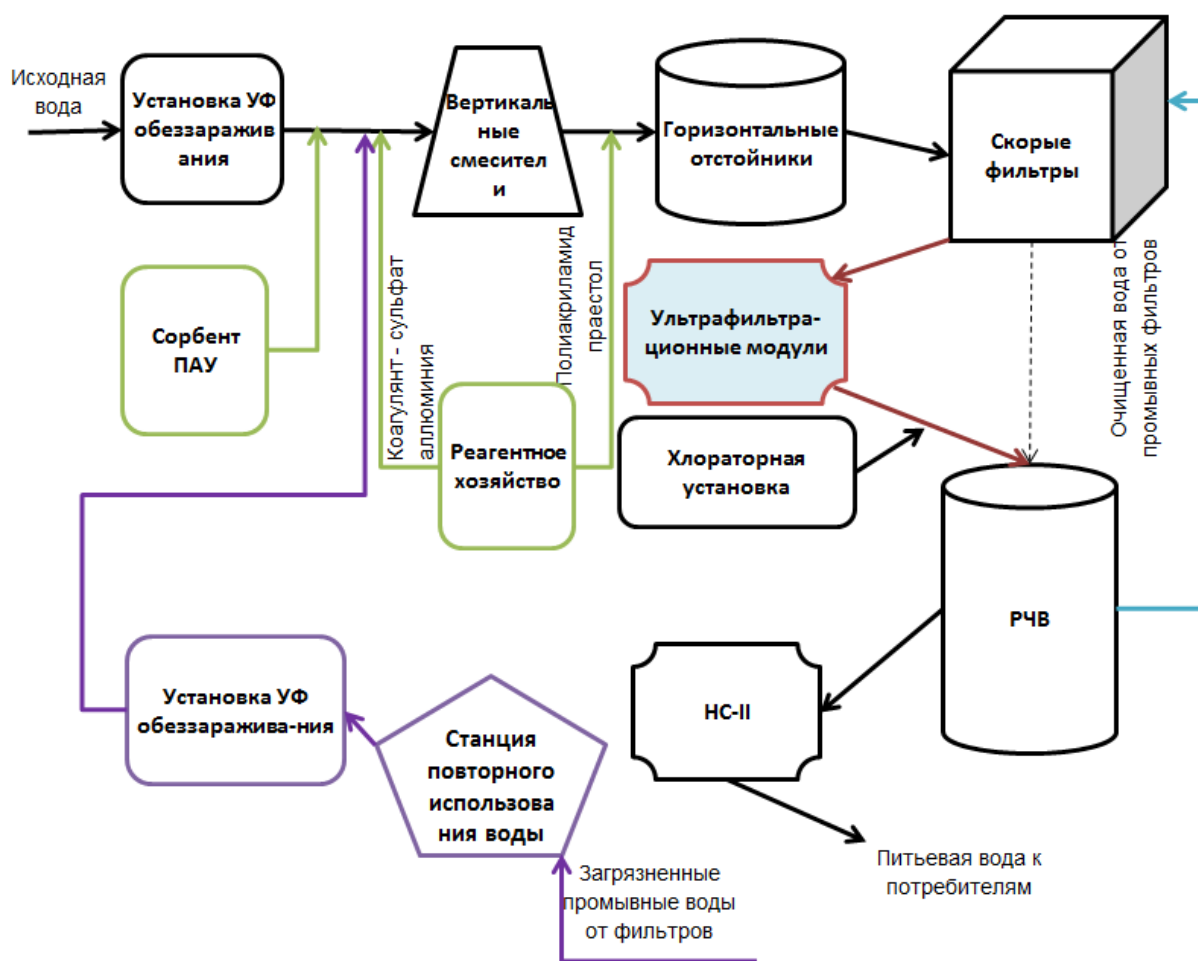 Исходная
вода
Установка УФ
обеззаражив
ания
Вертикаль
ные
смесител
и
Горизонтальные
отстойники
Скорые
фильтры
Сорбент
ПАУ
Коагулянт - сульфат
аллюминия
Полиакриламид
праестол
Реагентное
хозяйство
Ультрафильтра-
ционные модули
Хлораторная
установка
Очищенная вода от
промывных фильтров
РЧВ
Установка УФ
обеззаражива-ния
Станция
повторного
использова
ния воды
НС-II
Загрязненные
промывные воды
от фильтров
Питьевая вода к
потребителям